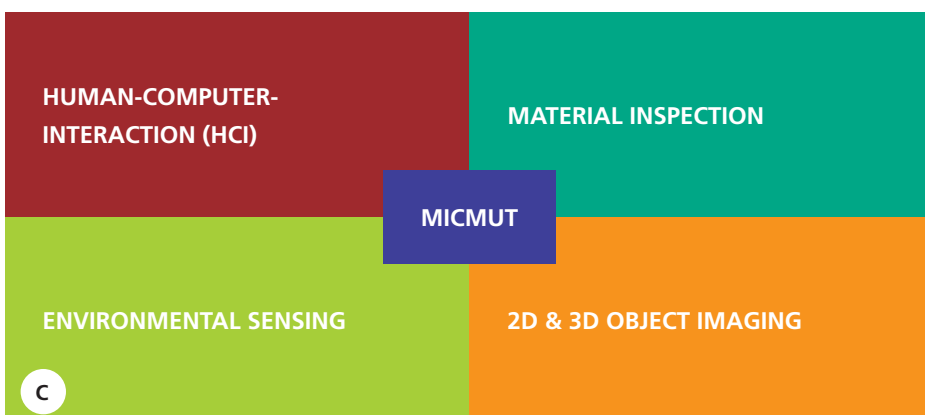 HUMAN-COMPUTER-
INTERACTION (HCI)
MATERIAL INSPECTION
MICMUT
ENVIRONMENTAL SENSING
2D & 3D OBJECT IMAGING
C